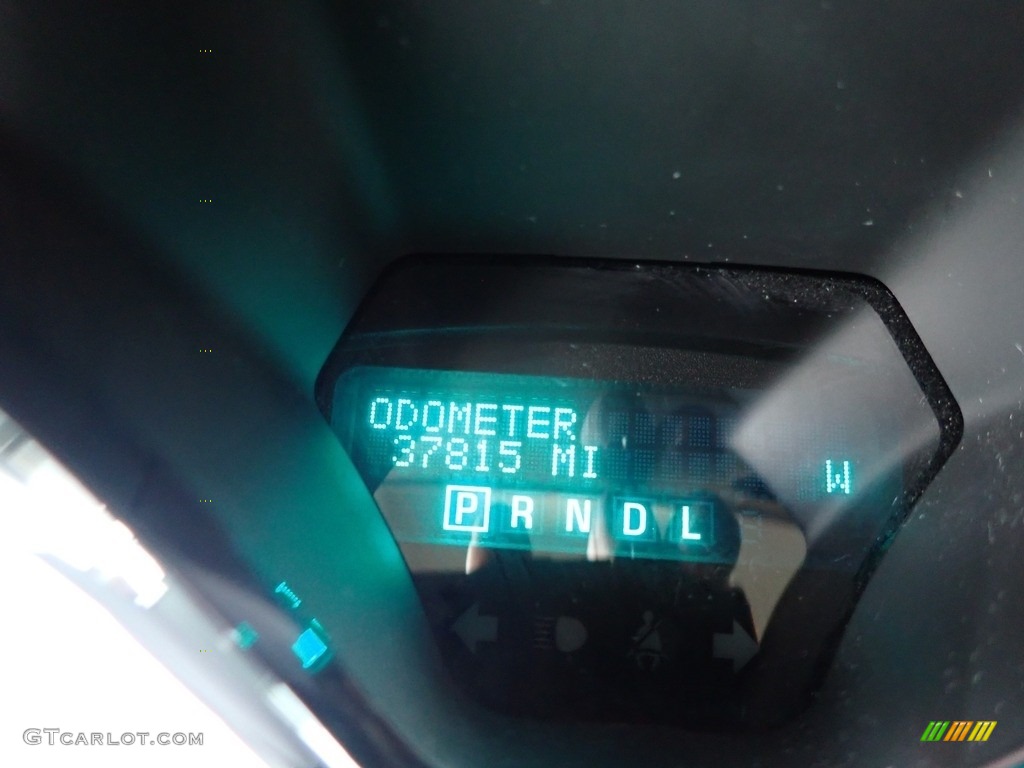 ODOMETER
37815 MI
W
P R N D L
GTCARLOT.COM